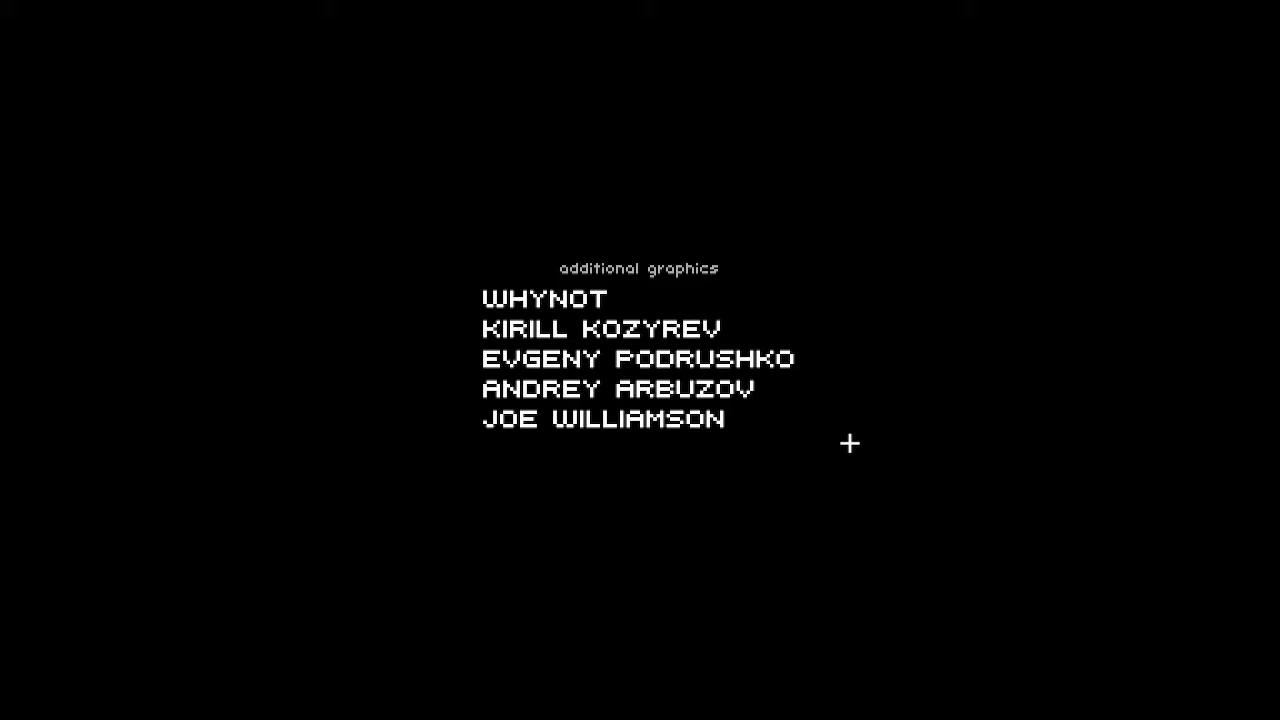 additional graphics
WHYNOT
KIRILL KOZYREV
EVGENY PODRUSHKO
ANDREY ARBUZOV
JOE WILLIAMSON